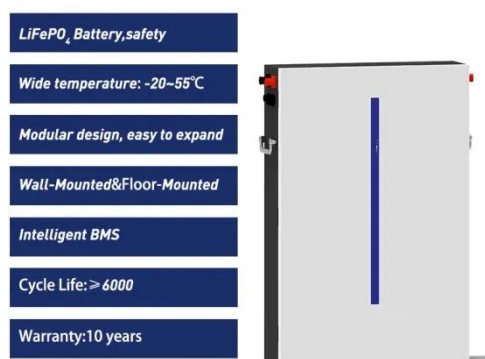 LiFePO₄ Battery,safety
Wide temperature: -20~55℃
Modular design, easy to expand
Wall-Mounted&Floor-Mounted
Intelligent BMS
Cycle Life:≥6000
Warranty:10 years